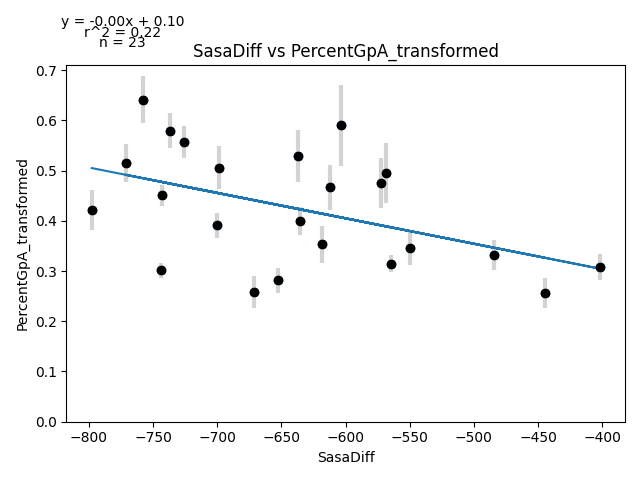 y = -0.00x + 0.10
r^2 = 0.22
n = 23
SasaDiff vs PercentGpA_transformed
PercentGpA_transformed
0.7
0.6
0.5
0.4
0.3
0.2
0.1
0.0
−800 −750 −700 −650 −600 −550 −500 −450 −400
SasaDiff